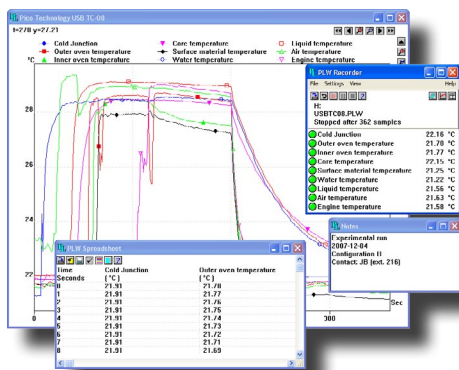 Pico Technology USB TC-08
t=270 y=27.21
Cold Junction Core temperature Liquid temperature
Outer oven temperature Surface material temperature Air temperature
Inner oven temperature Water temperature Engine temperature
°C
28
26
24
22
0
300
Sec
PLW Recorder
File Settings View Help
H:
USBTC08.PLW
Stopped after 362 samples
Cold Junction 22.16 °C
Outer oven temperature 21.70 °C
Inner oven temperature 21.77 °C
Core temperature 22.15 °C
Surface material temperature 21.25 °C
Water temperature 21.22 °C
Liquid temperature 21.56 °C
Air temperature 21.63 °C
Engine temperature 21.58 °C
Notes
Experimental run
2007-12-04
Configuration II
Contact: JB (ext. 216)
PLW Spreadsheet
Time Cold Junction Outer oven temperature
Seconds (°C) (°C)
0 21.91 21.78
1 21.91 21.77
2 21.91 21.76
3 21.91 21.75
4 21.91 21.74
5 21.91 21.73
6 21.91 21.72
7 21.91 21.71
8 21.91 21.69